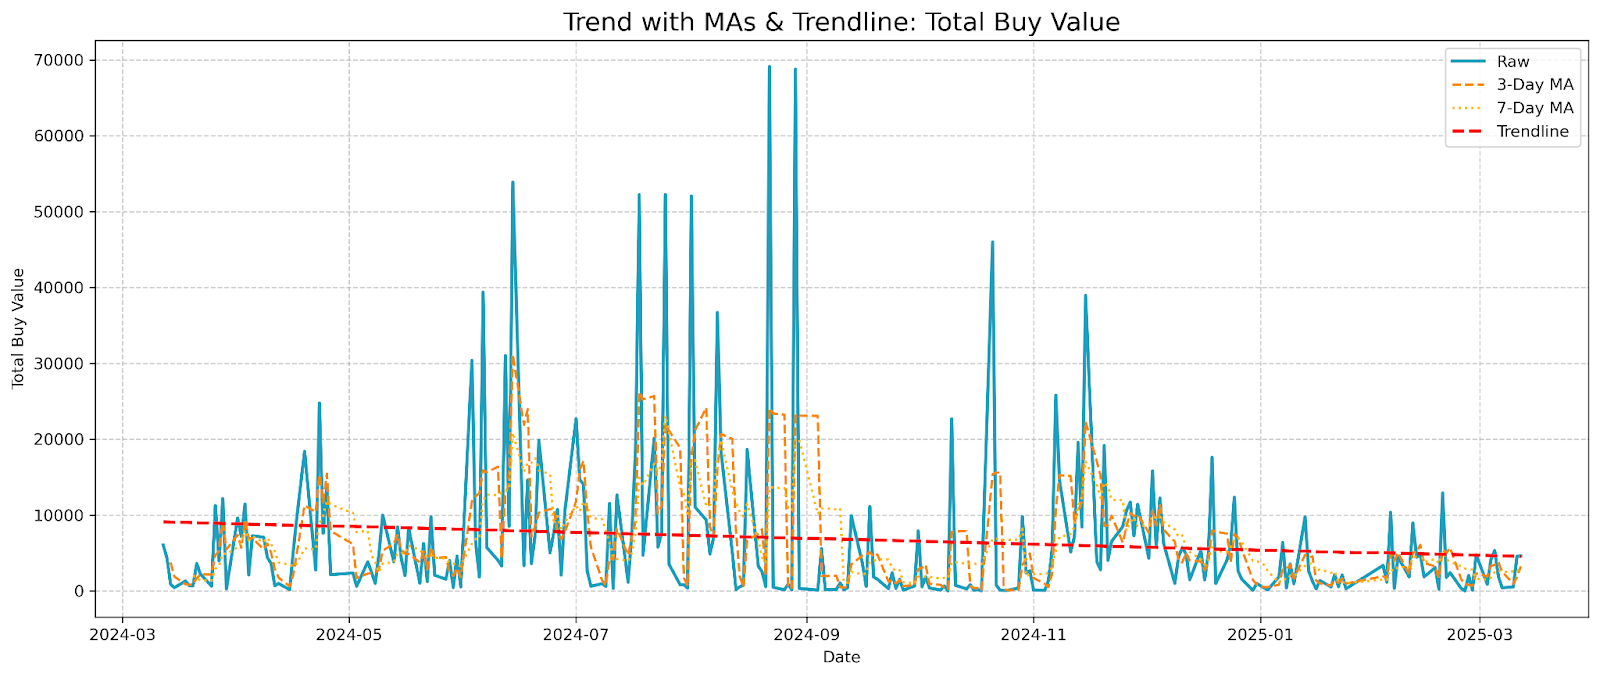 Trend with MAs & Trendline: Total Buy Value
Raw
3-Day MA
7-Day MA
Trendline
Total Buy Value
70000
60000
50000
40000
30000
20000
10000
0
2024-03
2024-05
2024-07
2024-09
2024-11
2025-01
2025-03
Date